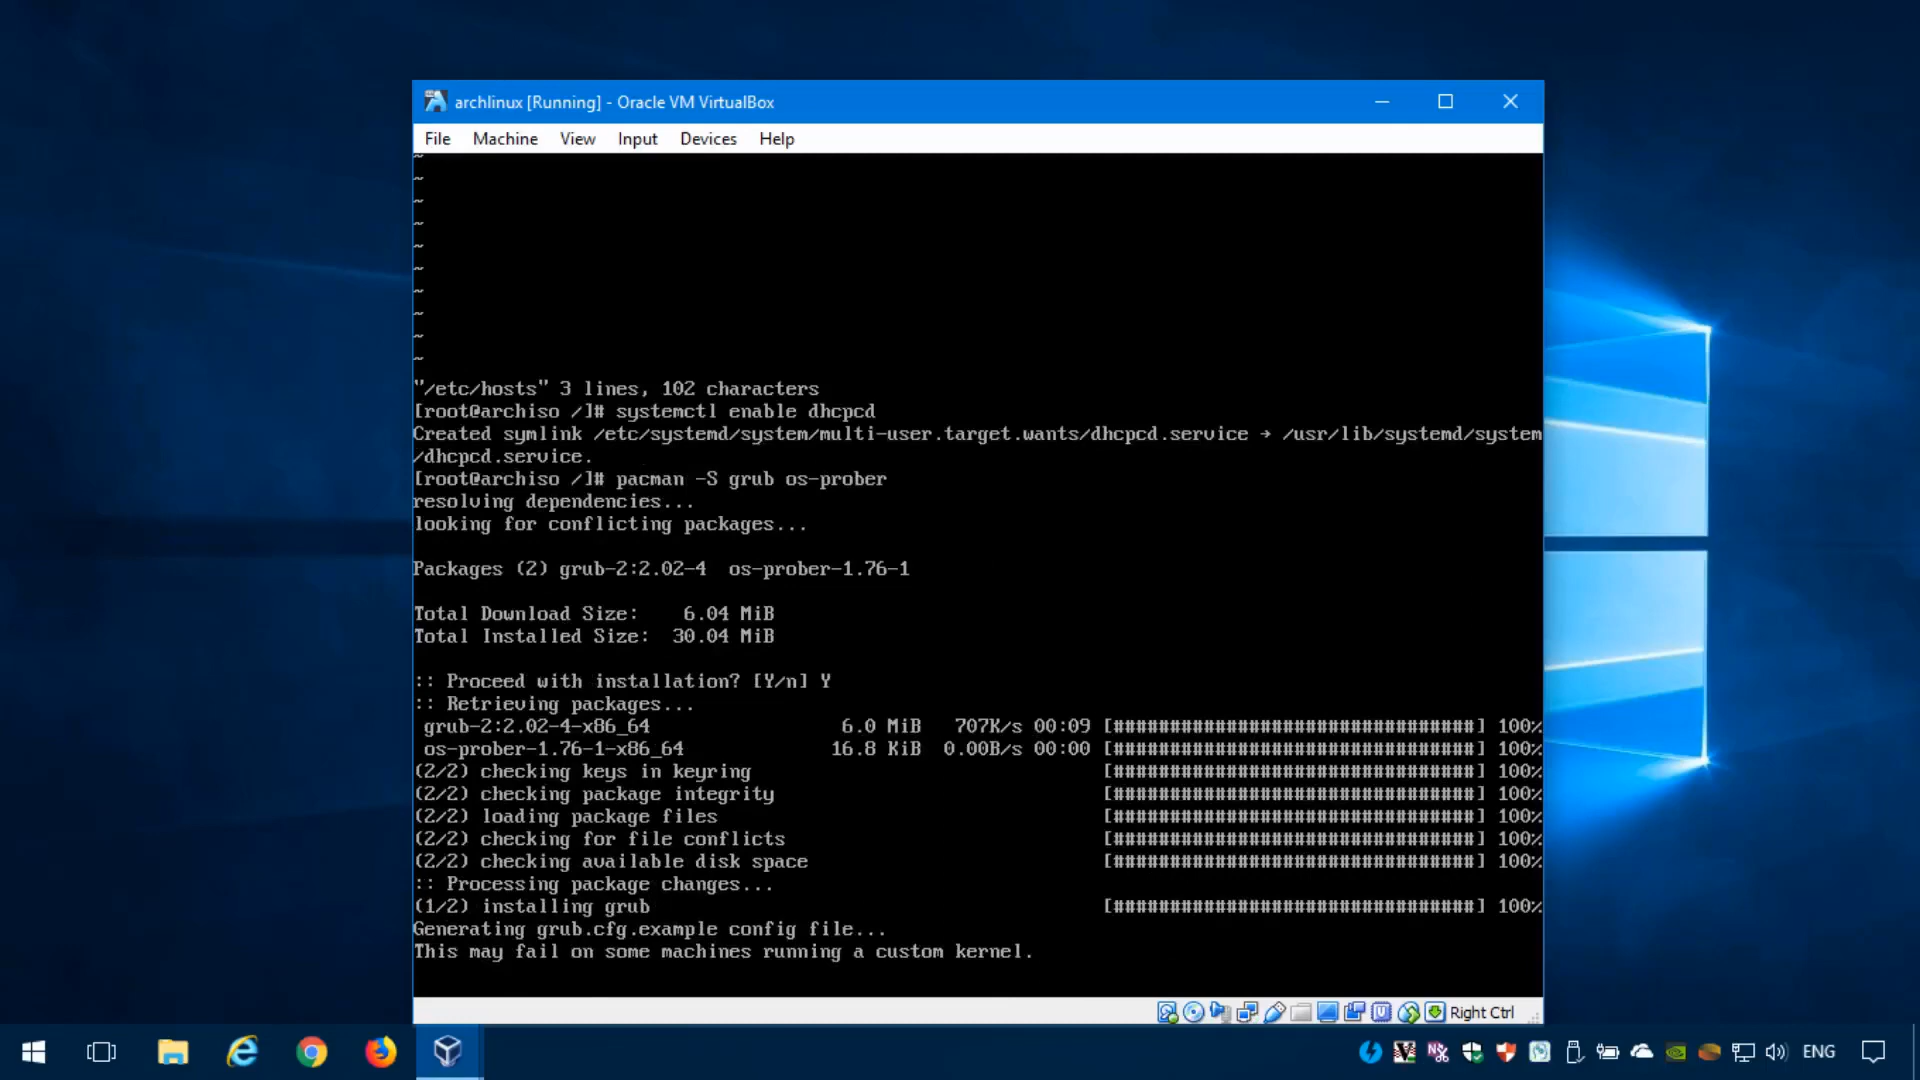 archlinux [Running] - Oracle VM VirtualBox
File Machine View Input Devices Help
~
~
~
~
~
~
~
~
~
~
"/etc/hosts" 3 lines, 102 characters
[root@archiso /]# systemctl enable dhcpcd
Created symlink /etc/systemd/system/multi-user.target.wants/dhcpcd.service → /usr/lib/systemd/system
/dhcpcd.service.
[root@archiso /]# pacman -S grub os-prober
resolving dependencies...
looking for conflicting packages...
Packages (2) grub-2:2.02-4  os-prober-1.76-1
Total Download Size:    6.04 MiB
Total Installed Size:  30.04 MiB
:: Proceed with installation? [Y/n] Y
:: Retrieving packages...
grub-2:2.02-4-x86_64 6.0 MiB 707K/s 00:09 [################################] 100%
os-prober-1.76-1-x86_64 16.8 KiB 0.00B/s 00:00 [################################] 100%
(2/2) checking keys in keyring [################################] 100%
(2/2) checking package integrity [################################] 100%
(2/2) loading package files [################################] 100%
(2/2) checking for file conflicts [################################] 100%
(2/2) checking available disk space [################################] 100%
:: Processing package changes...
(1/2) installing grub [################################] 100%
Generating grub.cfg.example config file...
This may fail on some machines running a custom kernel.
Right Ctrl
ENG